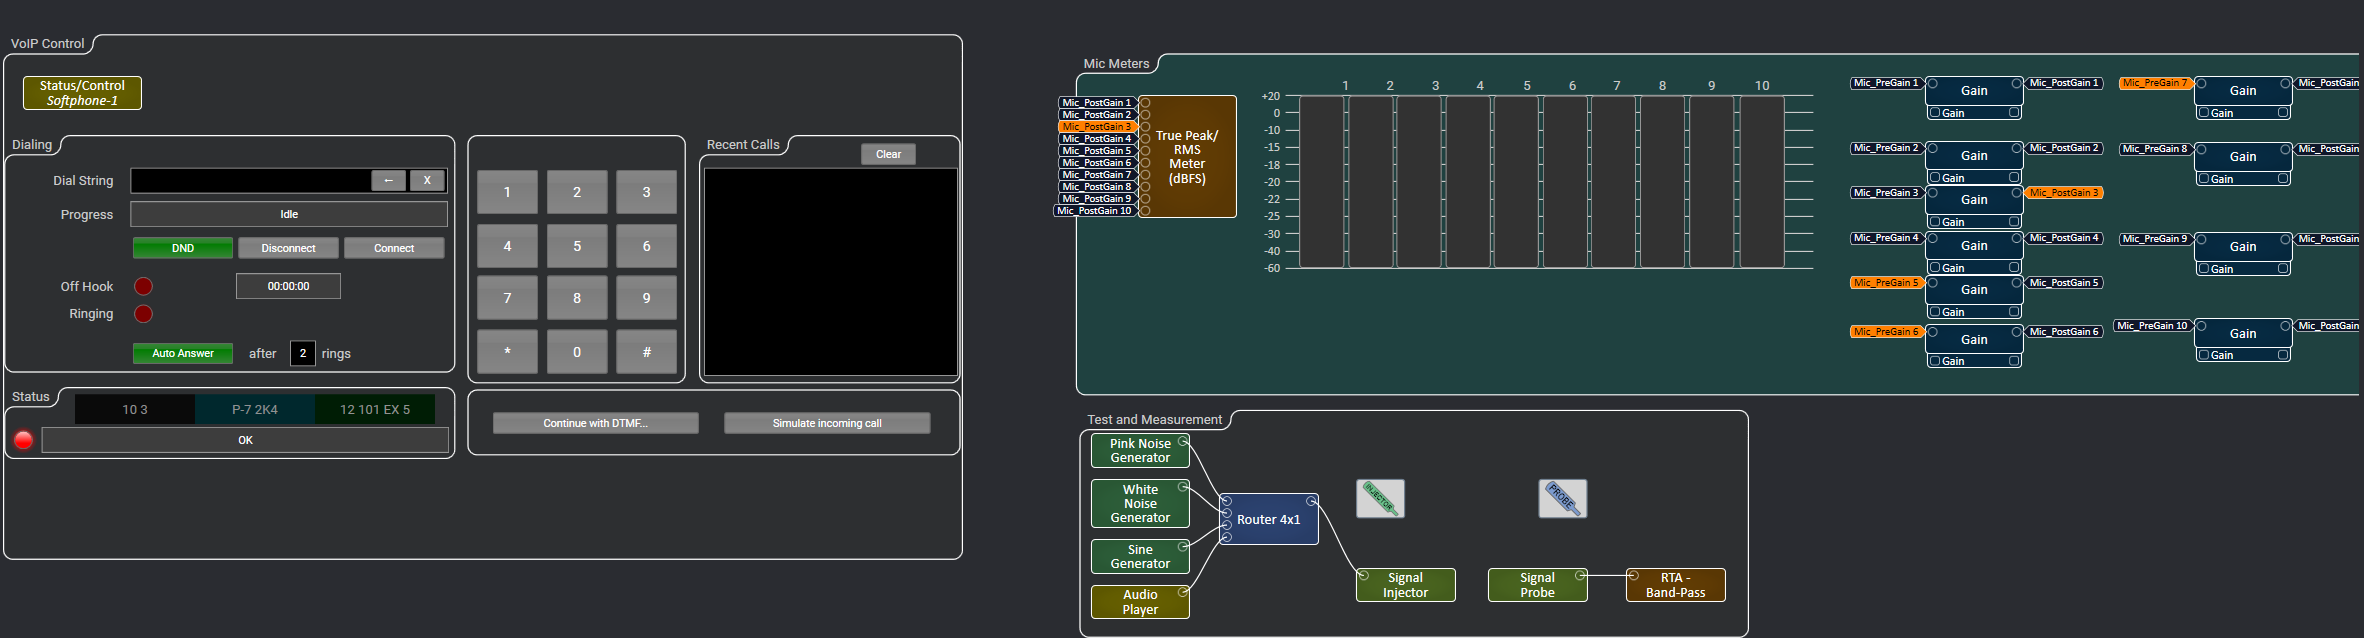 VoIP Control
Status/Control
Softphone-1
Dialing
Dial String
←
X
Progress
Idle
DND
Disconnect
Connect
Off Hook
00:00:00
Ringing
Auto Answer
after
2
rings
1
2
3
4
5
6
7
8
9
*
0
#
Recent Calls
Clear
Status
10 3
P-7 2K4
12 101 EX 5
OK
Continue with DTMF...
Simulate incoming call
Mic Meters
Mic_PostGain 1
Mic_PostGain 2
Mic_PostGain 3
Mic_PostGain 4
Mic_PostGain 5
Mic_PostGain 6
Mic_PostGain 7
Mic_PostGain 8
Mic_PostGain 9
Mic_PostGain 10
True Peak/
RMS
Meter
(dBFS)
1 2 3 4 5 6 7 8 9 10
+20
0
-10
-15
-18
-20
-22
-25
-30
-40
-60
Mic_PreGain 1
Gain
Mic_PostGain 1
Gain
Mic_PreGain 2
Gain
Mic_PostGain 2
Gain
Mic_PreGain 3
Gain
Mic_PostGain 3
Gain
Mic_PreGain 4
Gain
Mic_PostGain 4
Gain
Mic_PreGain 5
Gain
Mic_PostGain 5
Gain
Mic_PreGain 6
Gain
Mic_PostGain 6
Gain
Mic_PreGain 7
Gain
Mic_PostGain
Gain
Mic_PreGain 8
Gain
Mic_PostGain
Gain
Mic_PreGain 9
Gain
Mic_PostGain
Gain
Mic_PreGain 10
Gain
Mic_PostGain
Gain
Test and Measurement
Pink Noise
Generator
White
Noise
Generator
Sine
Generator
Audio
Player
Router 4x1
INJECTOR
PROBE
Signal
Injector
Signal
Probe
RTA -
Band-Pass